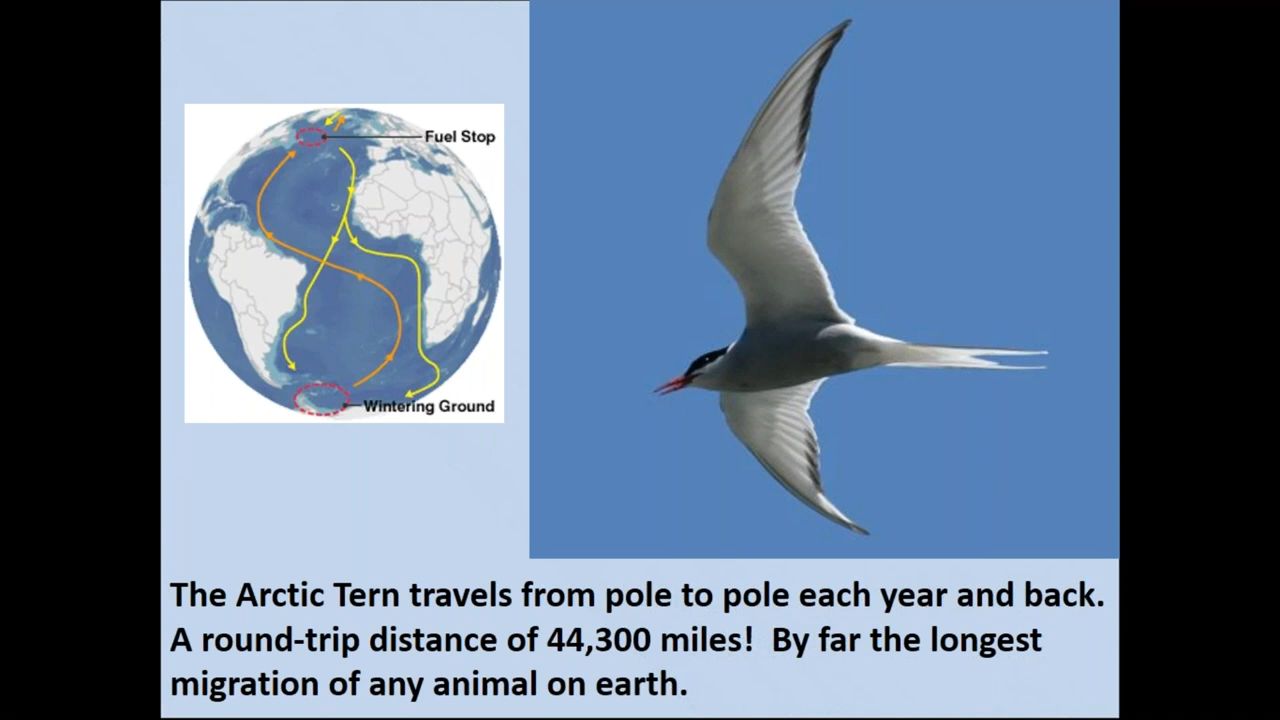 Fuel Stop
Wintering Ground
The Arctic Tern travels from pole to pole each year and back.
A round-trip distance of 44,300 miles!  By far the longest
migration of any animal on earth.